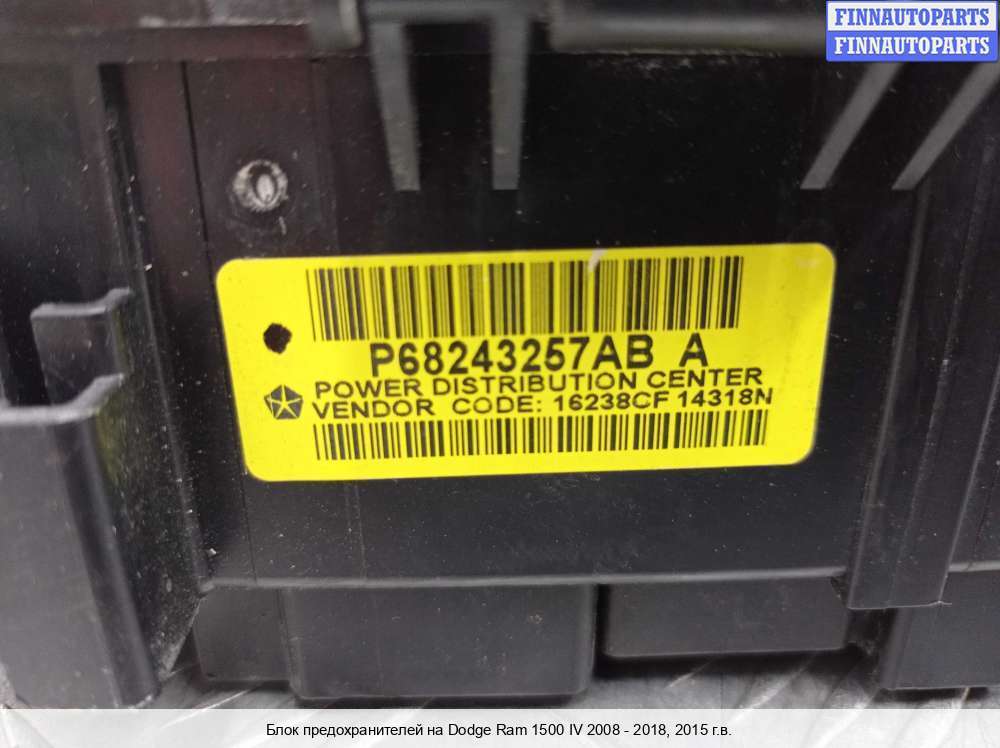 FINNAUTOPARTS
FINNAUTOPARTS
P68243257AB A
POWER DISTRIBUTION CENTER
VENDOR CODE: 16238CF 14318N
Блок предохранителей на Dodge Ram 1500 IV 2008 - 2018, 2015 г.в.